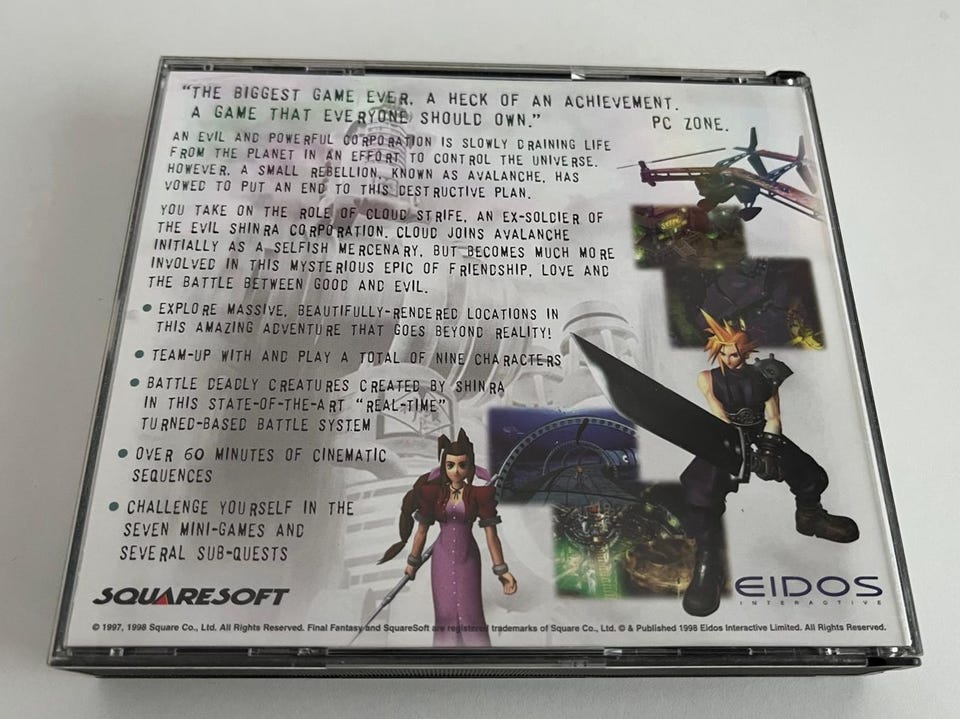 "THE BIGGEST GAME EVER. A HECK OF AN ACHIEVEMENT.
A GAME THAT EVERYONE SHOULD OWN." PC ZONE.
AN EVIL AND POWERFUL CORPORATION IS SLOWLY DRAINING LIFE
FROM THE PLANET IN AN EFFORT TO CONTROL THE UNIVERSE.
HOWEVER, A SMALL REBELLION, KNOWN AS AVALANCHE, HAS
VOWED TO PUT AN END TO THIS DESTRUCTIVE PLAN.
YOU TAKE ON THE ROLE OF CLOUD STRIFE, AN EX-SOLDIER OF
THE EVIL SHINRA CORPORATION. CLOUD JOINS AVALANCHE
INITIALLY AS A SELFISH MERCENARY, BUT BECOMES MUCH MORE
INVOLVED IN THIS MYSTERIOUS EPIC OF FRIENDSHIP, LOVE AND
THE BATTLE BETWEEN GOOD AND EVIL.
• EXPLORE MASSIVE, BEAUTIFULLY-RENDERED LOCATIONS IN
THIS AMAZING ADVENTURE THAT GOES BEYOND REALITY!
• TEAM-UP WITH AND PLAY A TOTAL OF NINE CHARACTERS
• BATTLE DEADLY CREATURES CREATED BY SHINRA
IN THIS STATE-OF-THE-ART "REAL-TIME"
TURNED-BASED BATTLE SYSTEM
• OVER 60 MINUTES OF CINEMATIC
SEQUENCES
• CHALLENGE YOURSELF IN THE
SEVEN MINI-GAMES AND
SEVERAL SUB-QUESTS
SQUARESOFT
EIDOS
INTERACTIVE
© 1997, 1998 Square Co., Ltd. All Rights Reserved. Final Fantasy and SquareSoft are registered trademarks of Square Co., Ltd. © & Published 1998 Eidos Interactive Limited. All Rights Reserved.